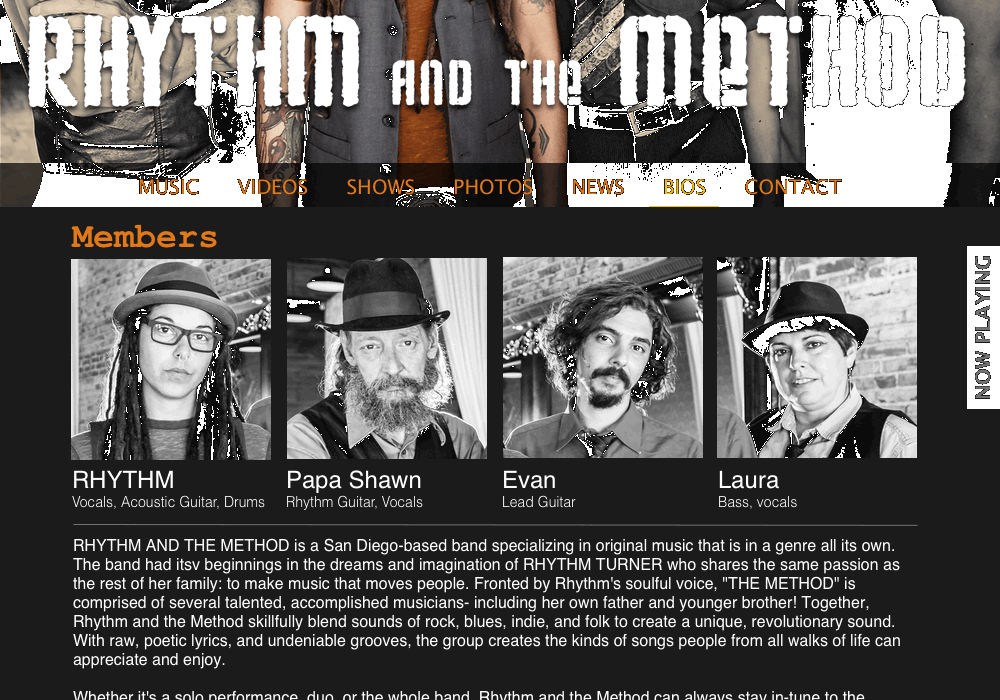 RHYTHM AND THE METHOD
MUSIC VIDEOS SHOWS PHOTOS NEWS BIOS CONTACT
Members
NOW PLAYING
RHYTHM
Vocals, Acoustic Guitar, Drums
Papa Shawn
Rhythm Guitar, Vocals
Evan
Lead Guitar
Laura
Bass, vocals
RHYTHM AND THE METHOD is a San Diego-based band specializing in original music that is in a genre all its own.
The band had itsv beginnings in the dreams and imagination of RHYTHM TURNER who shares the same passion as
the rest of her family: to make music that moves people. Fronted by Rhythm's soulful voice, "THE METHOD" is
comprised of several talented, accomplished musicians- including her own father and younger brother! Together,
Rhythm and the Method skillfully blend sounds of rock, blues, indie, and folk to create a unique, revolutionary sound.
With raw, poetic lyrics, and undeniable grooves, the group creates the kinds of songs people from all walks of life can
appreciate and enjoy.
Whether it's a solo performance, duo, or the whole band, Rhythm and the Method can always stay in-tune to the